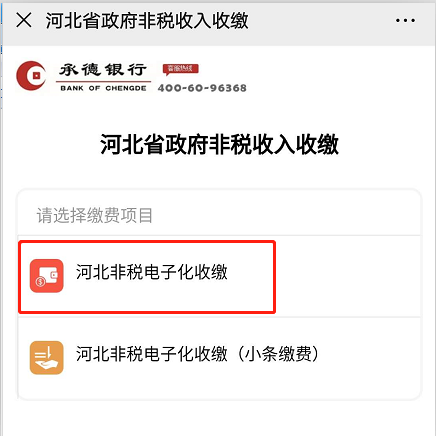 河北省政府非税收入收缴
承德银行
客服热线
BANK OF CHENGDE
400-60-96368
河北省政府非税收入收缴
请选择缴费项目
河北非税电子化收缴
河北非税电子化收缴（小条缴费）